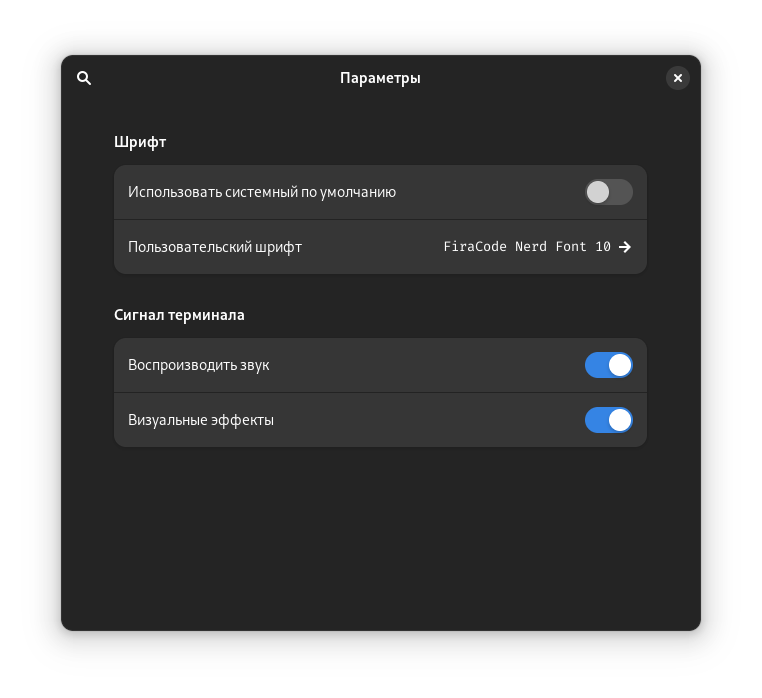 Параметры
Шрифт
Использовать системный по умолчанию
Пользовательский шрифт FiraCode Nerd Font 10
Сигнал терминала
Воспроизводить звук
Визуальные эффекты